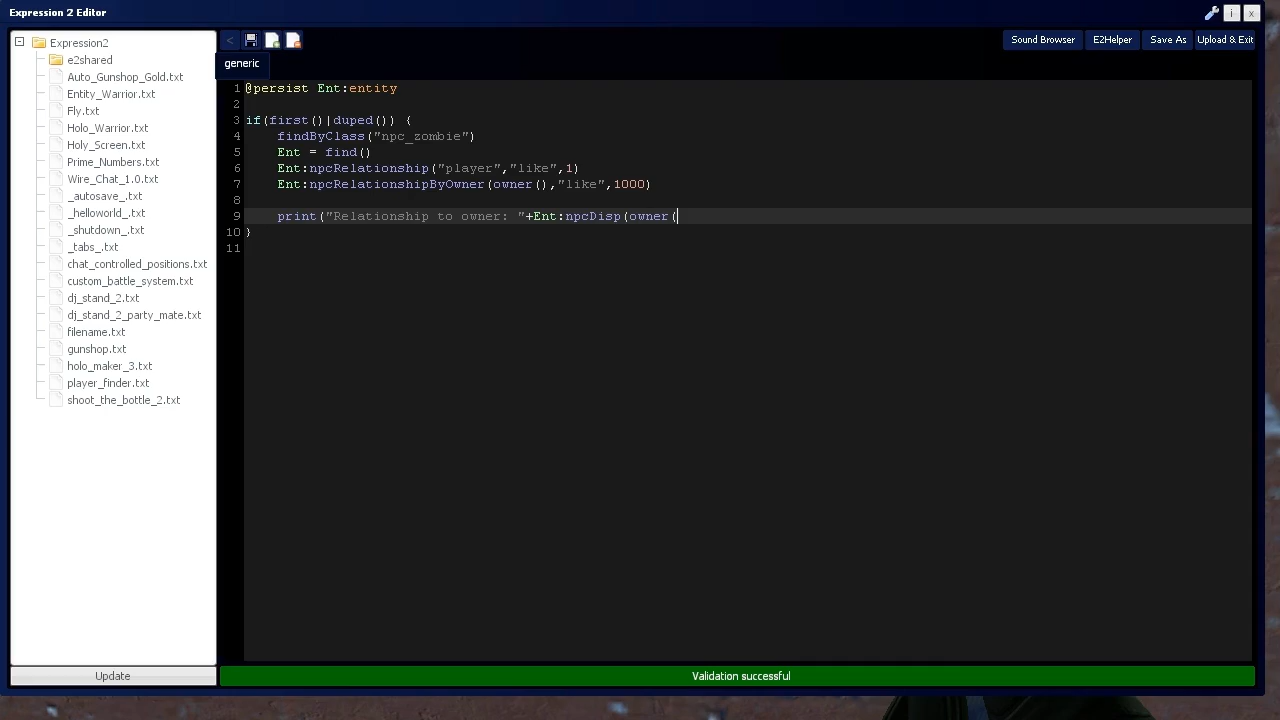 Expression 2 Editor
i
x
Expression2
e2shared
Auto_Gunshop_Gold.txt
Entity_Warrior.txt
Fly.txt
Holo_Warrior.txt
Holy_Screen.txt
Prime_Numbers.txt
Wire_Chat_1.0.txt
_autosave_.txt
_helloworld_.txt
_shutdown_.txt
_tabs_.txt
chat_controlled_positions.txt
custom_battle_system.txt
dj_stand_2.txt
dj_stand_2_party_mate.txt
filename.txt
gunshop.txt
holo_maker_3.txt
player_finder.txt
shoot_the_bottle_2.txt
Update
<
Sound Browser
E2Helper
Save As
Upload & Exit
generic
1 @persist Ent:entity
2
3 if(first()|duped()) {
4 findByClass("npc_zombie")
5 Ent = find()
6 Ent:npcRelationship("player","like",1)
7 Ent:npcRelationshipByOwner(owner(),"like",1000)
8
9 print("Relationship to owner: "+Ent:npcDisp(owner(
10 }
11
Validation successful